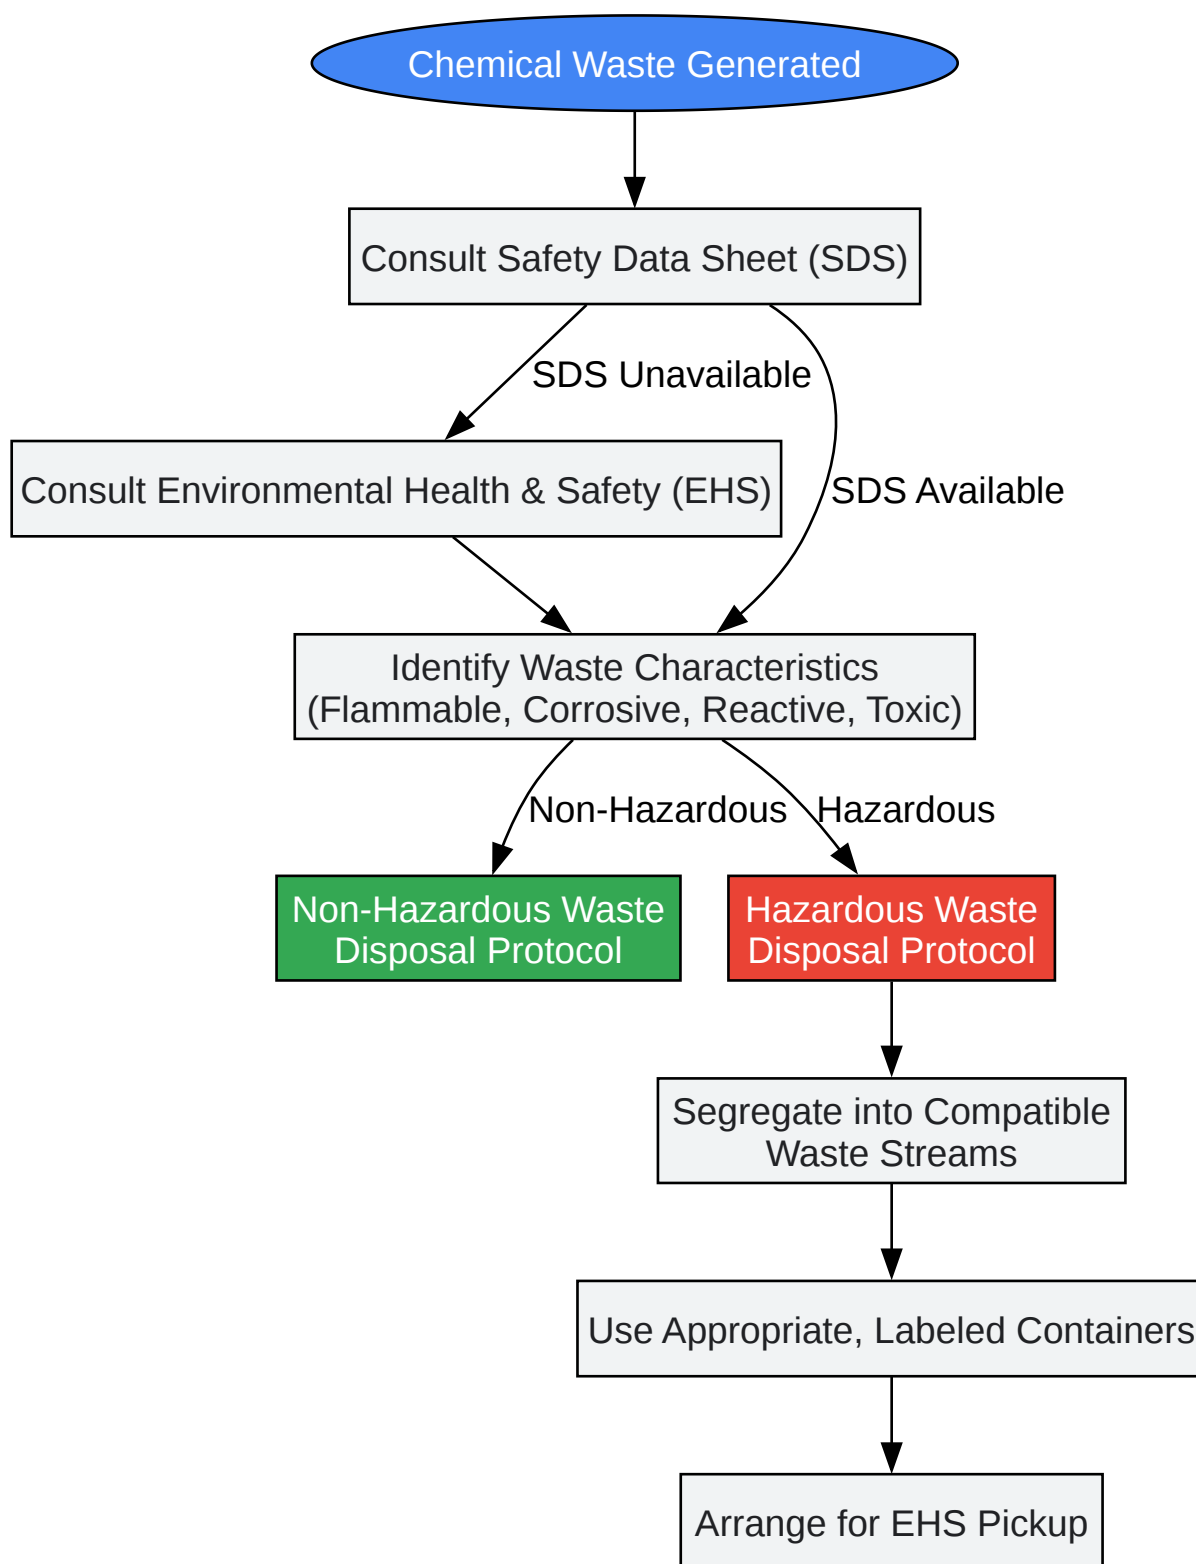 Chemical Waste Generated
Consult Safety Data Sheet (SDS)
SDS Unavailable
Consult Environmental Health & Safety (EHS)
SDS Available
Identify Waste Characteristics
(Flammable, Corrosive, Reactive, Toxic)
Non-Hazardous
Hazardous
Non-Hazardous Waste
Disposal Protocol
Hazardous Waste
Disposal Protocol
Segregate into Compatible
Waste Streams
Use Appropriate, Labeled Containers
Arrange for EHS Pickup